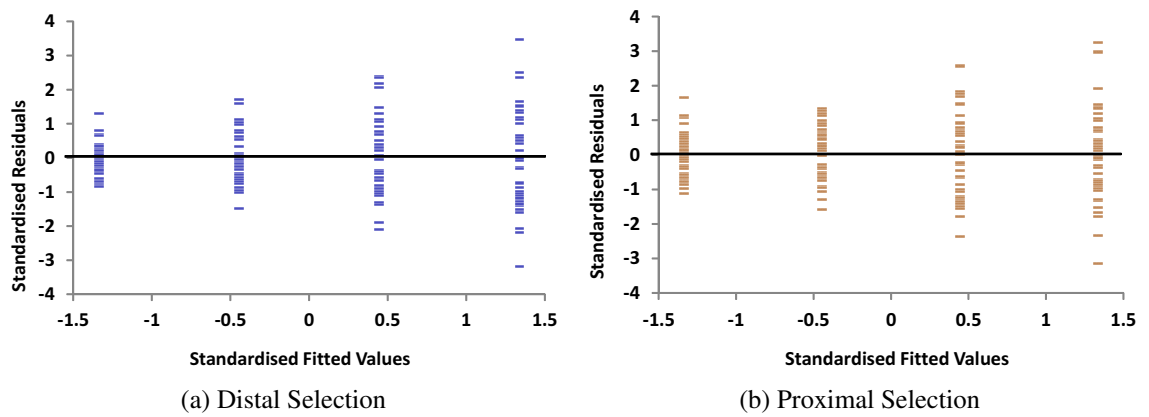 4
3
2
1
0
-1
-2
-3
-4
Standardised Residuals
-1.5 -1 -0.5 0 0.5 1 1.5
Standardised Fitted Values
(a) Distal Selection
4
3
2
1
0
-1
-2
-3
-4
Standardised Residuals
-1.5 -1 -0.5 0 0.5 1 1.5
Standardised Fitted Values
(b) Proximal Selection